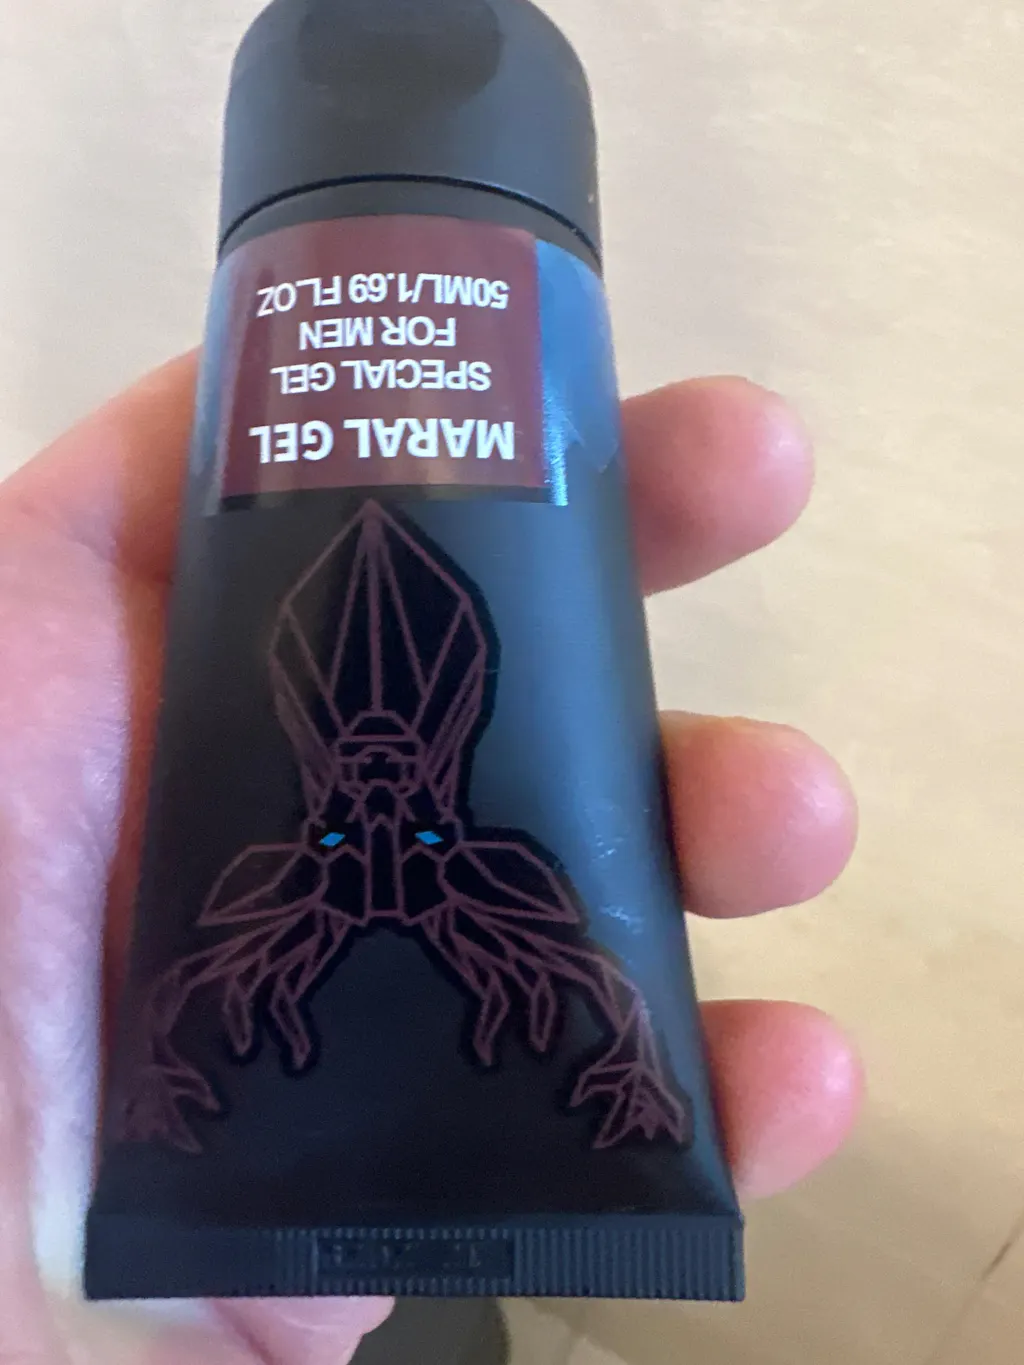 MARAL GEL
SPECIAL GEL
FOR MEN
50ML/1.69 FL.OZ